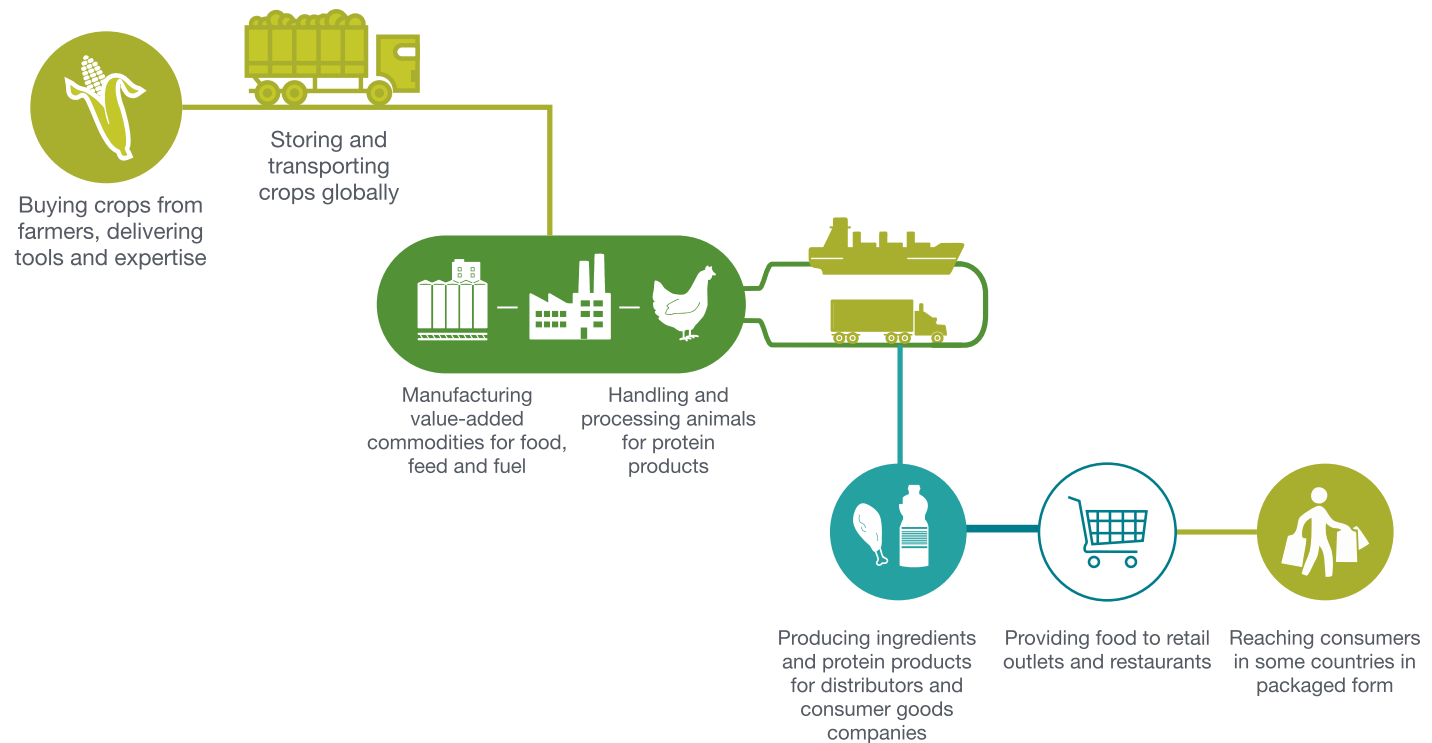 Buying crops from
farmers, delivering
tools and expertise
Storing and
transporting
crops globally
Manufacturing
value-added
commodities for food,
feed and fuel
Handling and
processing animals
for protein
products
Producing ingredients
and protein products
for distributors and
consumer goods
companies
Providing food to retail
outlets and restaurants
Reaching consumers
in some countries in
packaged form